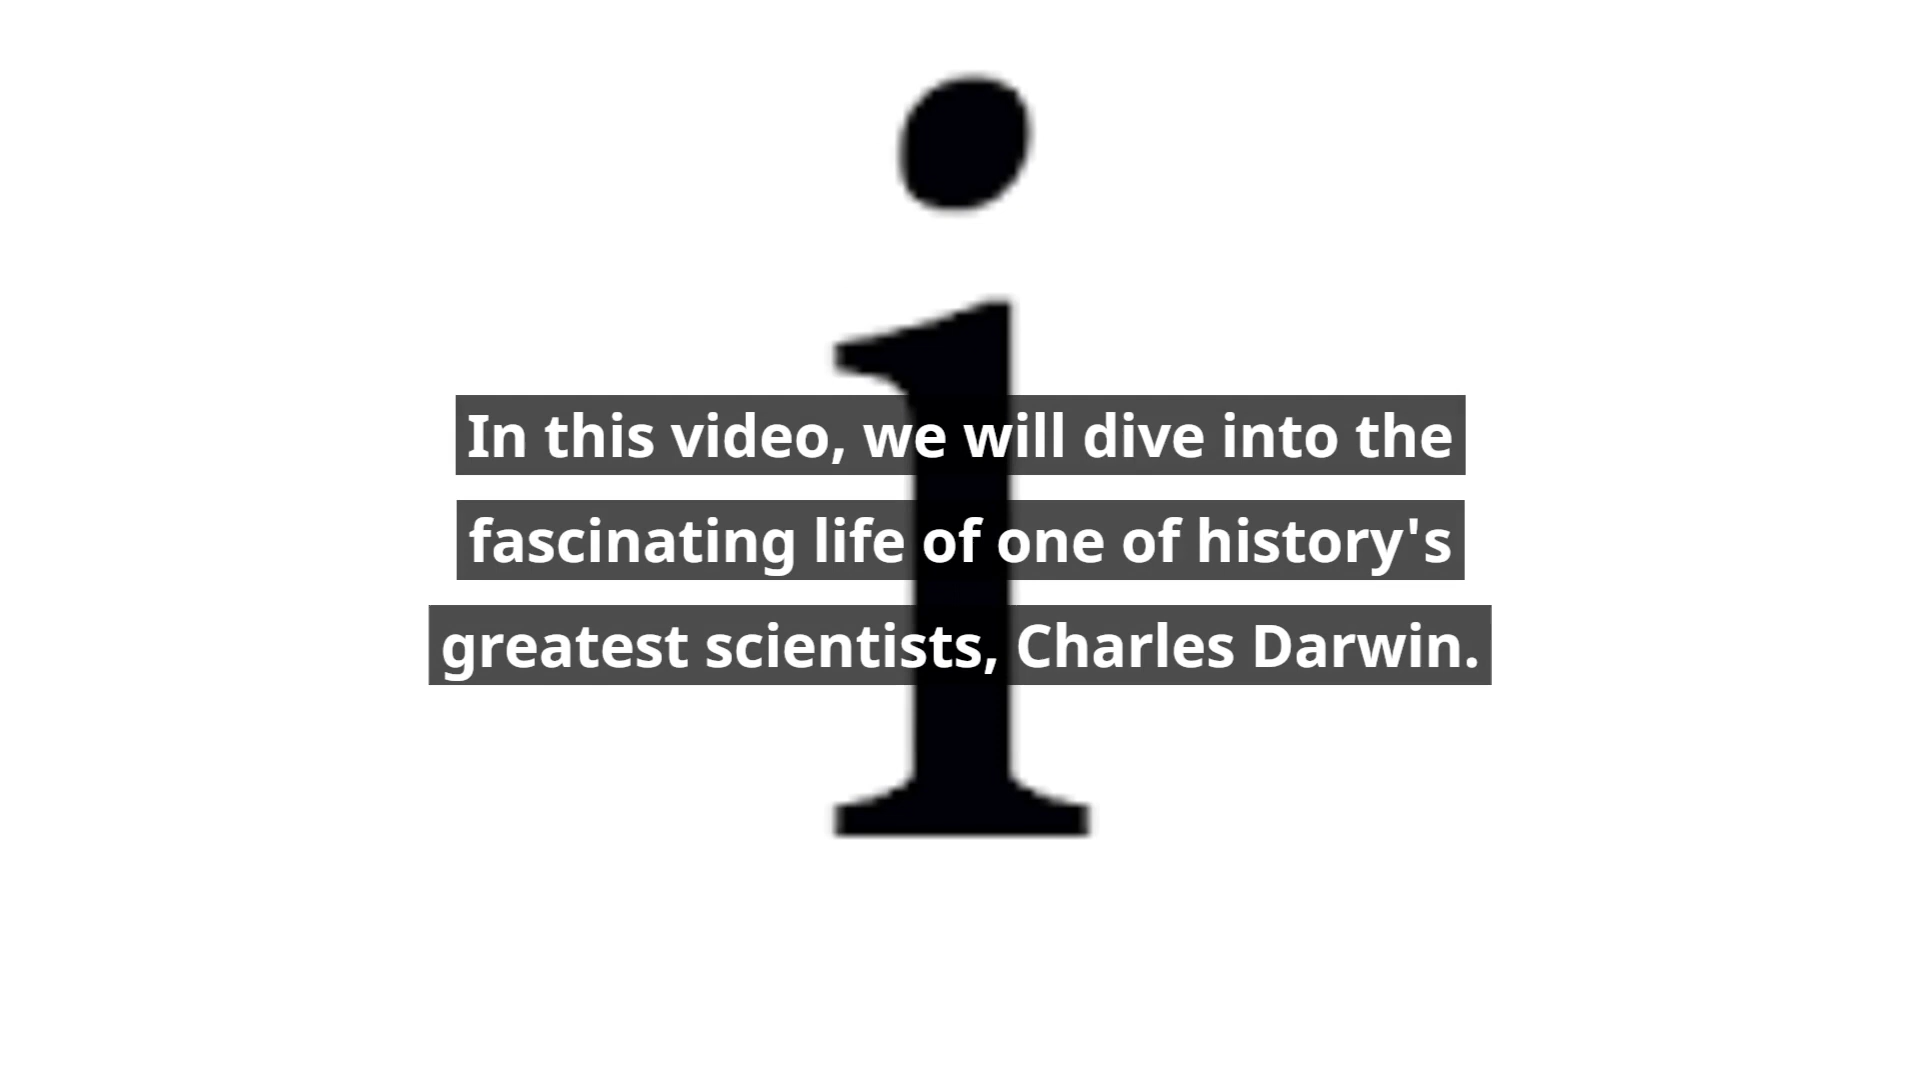 i
In this video, we will dive into the
fascinating life of one of history's
greatest scientists, Charles Darwin.